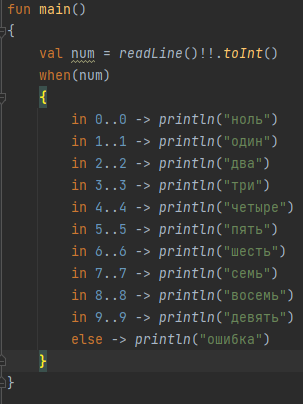 fun main()
{
    val num = readLine()!!.toInt()
    when(num)
    {
        in 0..0 -> println("ноль")
        in 1..1 -> println("один")
        in 2..2 -> println("два")
        in 3..3 -> println("три")
        in 4..4 -> println("четыре")
        in 5..5 -> println("пять")
        in 6..6 -> println("шесть")
        in 7..7 -> println("семь")
        in 8..8 -> println("восемь")
        in 9..9 -> println("девять")
        else -> println("ошибка")
    }
}